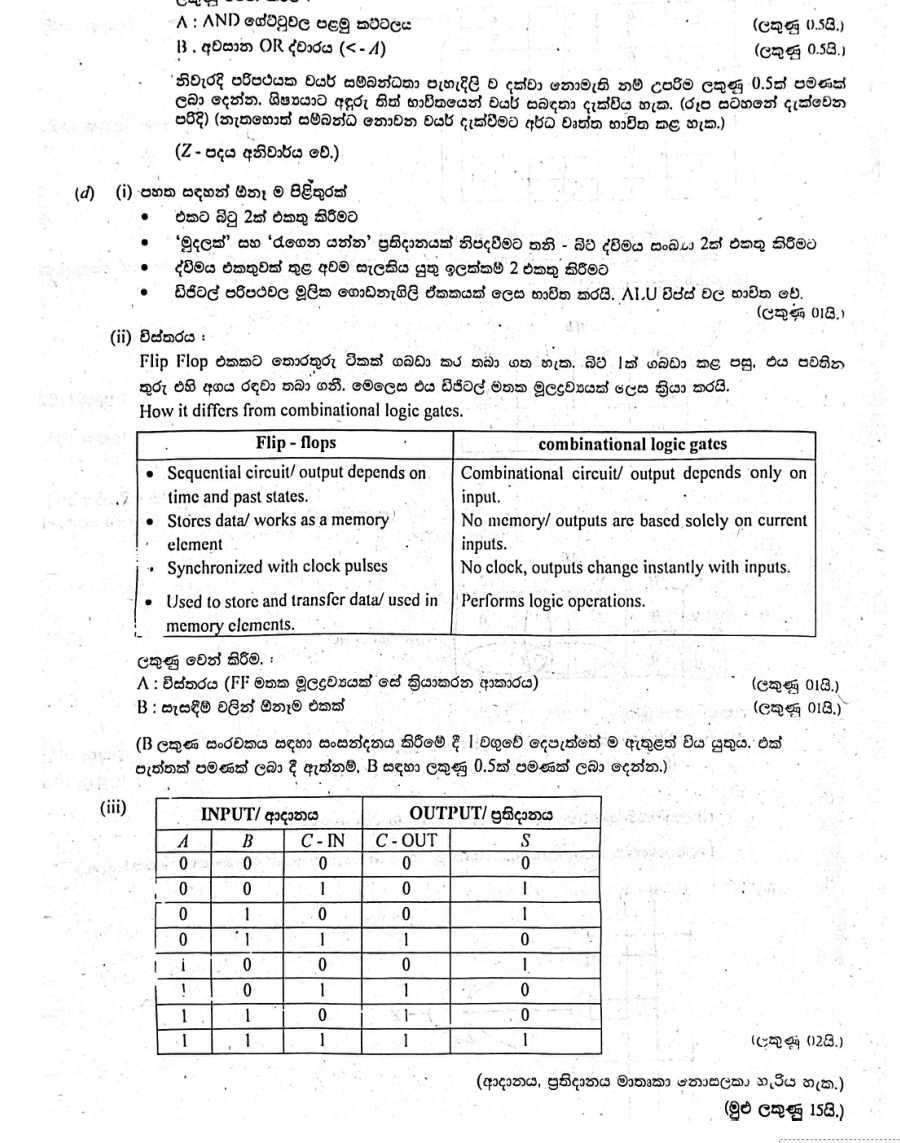 A : AND ගේට්ටුවල පළමු කට්ටලය (ලකුණු 0.5යි.)
B . අවසාන OR ද්වාරය (< - A) (ලකුණු 0.5යි.)
නිවැරදි පරිපථයක වයර් සම්බන්ධතා පැහැදිලි ව දක්වා නොමැති නම් උපරිම ලකුණු 0.5ක් පමණක්
ලබා දෙන්න. ශිෂ්‍යයාට අඳුරු තිත් භාවිතයෙන් වයර් සබඳතා දැක්විය හැක. (රූප සටහනේ දැක්වෙන
පරිදි) (නැතහොත් සම්බන්ධ නොවන වයර් දැක්වීමට අර්ධ වෘත්ත භාවිත කළ හැක.)
(Z - පදය අනිවාර්ය වේ.)
(d) (i) පහත සඳහන් ඕනෑ ම පිළිතුරක්
• එකට බිටු 2ක් එකතු කිරීමට
• ‘මුදලක්’ සහ ‘රැගෙන යන්න’ ප්‍රතිදානයක් නිපදවීමට තනි - බිට් ද්වීමය සංඛ්‍යා 2ක් එකතු කිරීමට
• ද්වීමය එකතුවක් තුළ අවම සැලකිය යුතු ඉලක්කම් 2 එකතු කිරීමට
• ඩිජිටල් පරිපථවල මූලික ගොඩනැගිලි ඒකකයක් ලෙස භාවිත කරයි. ALU චිප්ස් වල භාවිත වේ.
(ලකුණු 01යි.)
(ii) විස්තරය :
Flip Flop එකකට තොරතුරු ටිකක් ගබඩා කර තබා ගත හැක. බිට් 1ක් ගබඩා කළ පසු, එය පවතින
තුරු එහි අගය රඳවා තබා ගනී. මෙලෙස එය ඩිජිටල් මතක මූලද්‍රව්‍යයක් ලෙස ක්‍රියා කරයි.
How it differs from combinational logic gates.
Flip - flops combinational logic gates
• Sequential circuit/ output depends on Combinational circuit/ output depends only on
time and past states. input.
• Stores data/ works as a memory No memory/ outputs are based solely on current
element inputs.
• Synchronized with clock pulses No clock, outputs change instantly with inputs.
• Used to store and transfer data/ used in Performs logic operations.
memory elements.
ලකුණු වෙන් කිරීම. :
A : විස්තරය (FF මතක මූලද්‍රව්‍යයක් සේ ක්‍රියාකරන ආකාරය) (ලකුණු 01යි.)
B : සැසඳීම් වලින් ඕනෑම එකක් (ලකුණු 01යි.)
(B ලකුණ සංරචකය සඳහා සංසන්දනය කිරීමේ දී 1 වගුවේ දෙපැත්තේ ම ඇතුළත් විය යුතුය. එක්
පැත්තක් පමණක් ලබා දී ඇත්නම්, B සඳහා ලකුණු 0.5ක් පමණක් ලබා දෙන්න.)
(iii) INPUT/ ආදානය OUTPUT/ ප්‍රතිදානය
A B C - IN C - OUT S
0 0 0 0 0
0 0 1 0 1
0 1 0 0 1
0 1 1 1 0
1 0 0 0 1
1 0 1 1 0
1 1 0 1 0
1 1 1 1 1
(ලකුණු 02යි.)
(ආදානය, ප්‍රතිදානය මාතෘකා නොසලකා හැරිය හැක.)
(මුළු ලකුණු 15යි.)